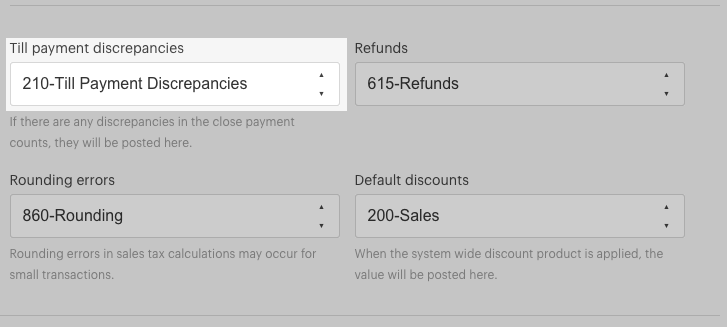 Till payment discrepancies
Refunds
210-Till Payment Discrepancies
615-Refunds
If there are any discrepancies in the close payment
counts, they will be posted here.
Rounding errors
Default discounts
860-Rounding
200-Sales
Rounding errors in sales tax calculations may occur for
small transactions.
When the system wide discount product is applied, the
value will be posted here.